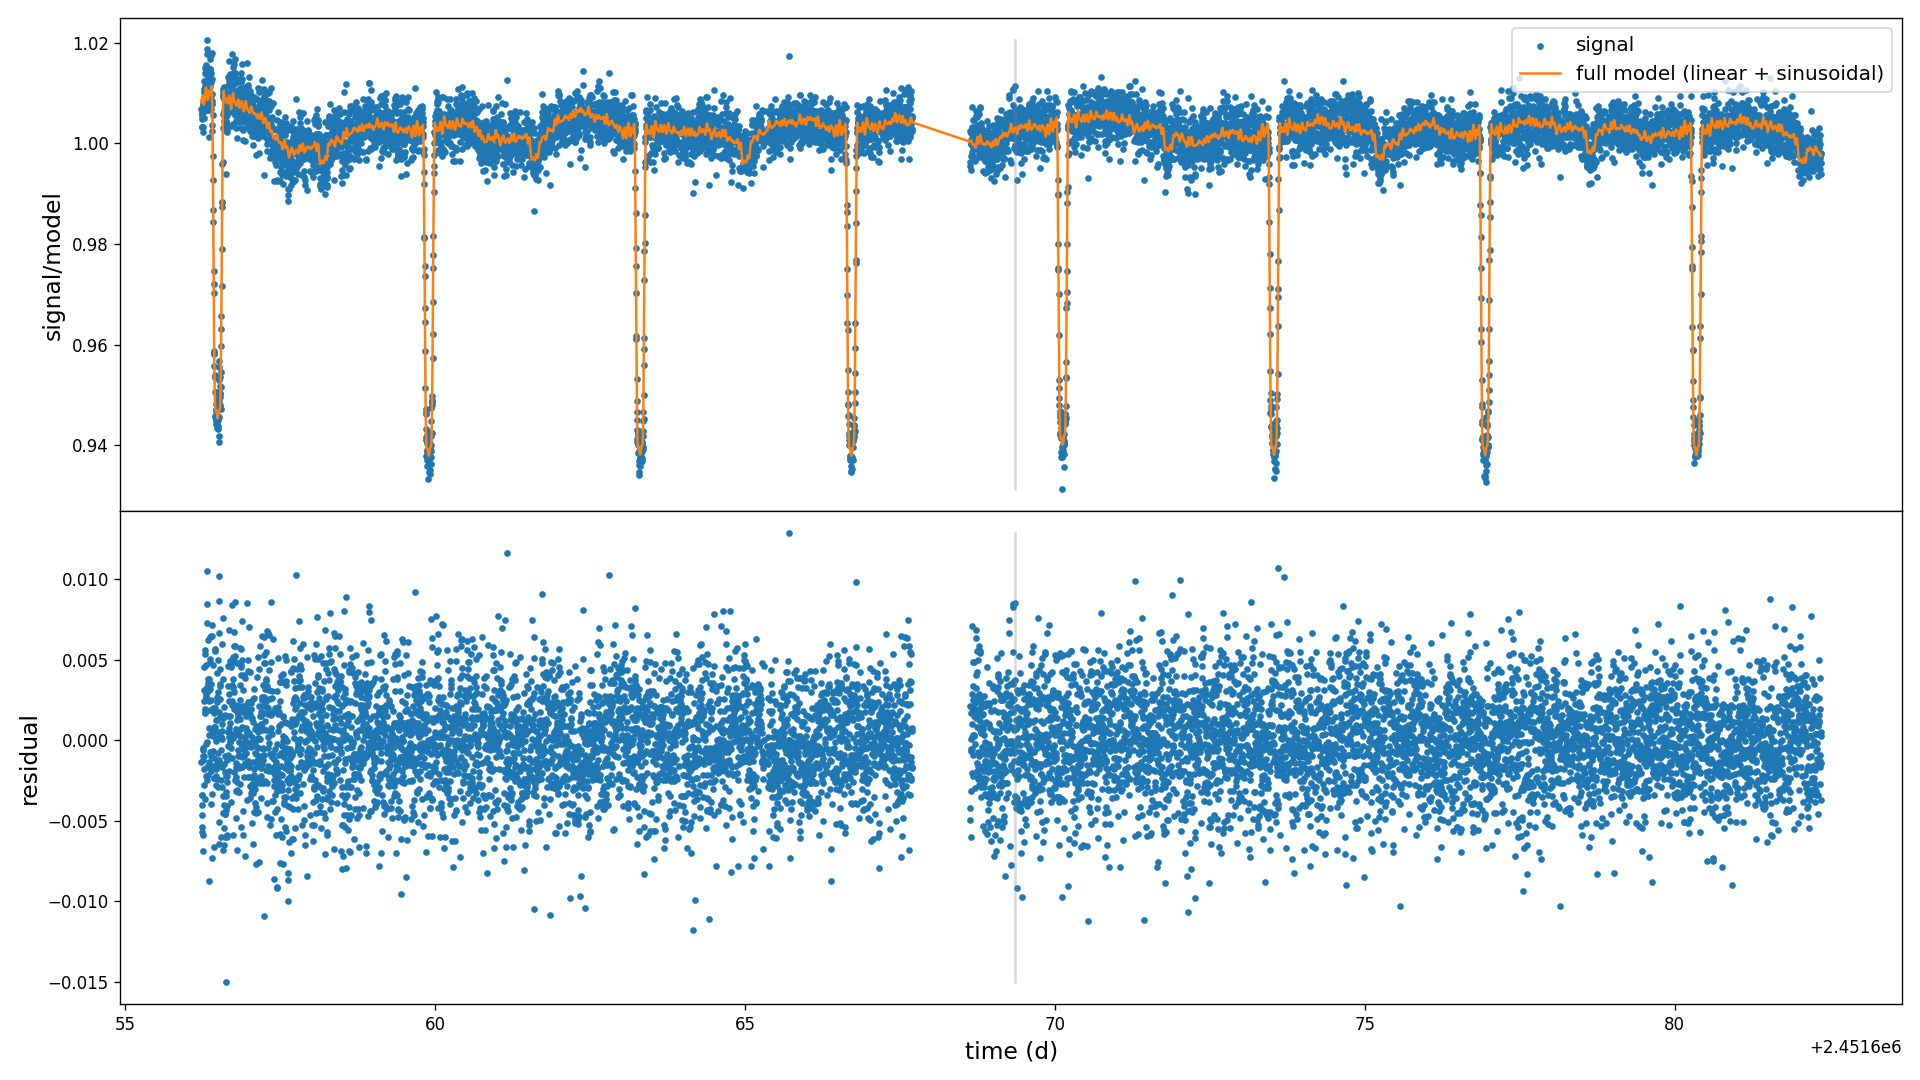 signal
full model (linear + sinusoidal)
signal/model
1.02
1.00
0.98
0.96
0.94
residual
0.010
0.005
0.000
−0.005
−0.010
−0.015
55 60 65 70 75 80
time (d)
+2.4516e6